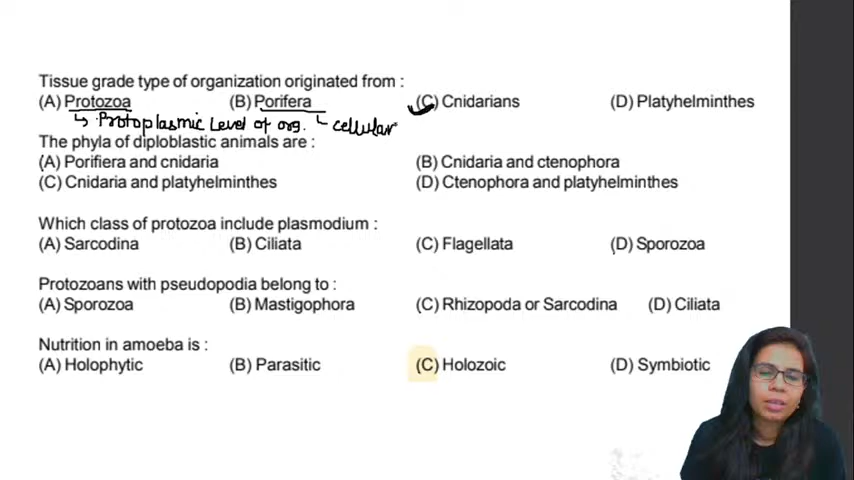 Tissue grade type of organization originated from :
(A) Protozoa (B) Porifera (C) Cnidarians (D) Platyhelminthes
↳ Protoplasmic Level of org. ↳ cellular
The phyla of diploblastic animals are :
(A) Porifiera and cnidaria (B) Cnidaria and ctenophora
(C) Cnidaria and platyhelminthes (D) Ctenophora and platyhelminthes
Which class of protozoa include plasmodium :
(A) Sarcodina (B) Ciliata (C) Flagellata (D) Sporozoa
Protozoans with pseudopodia belong to :
(A) Sporozoa (B) Mastigophora (C) Rhizopoda or Sarcodina (D) Ciliata
Nutrition in amoeba is :
(A) Holophytic (B) Parasitic (C) Holozoic (D) Symbiotic